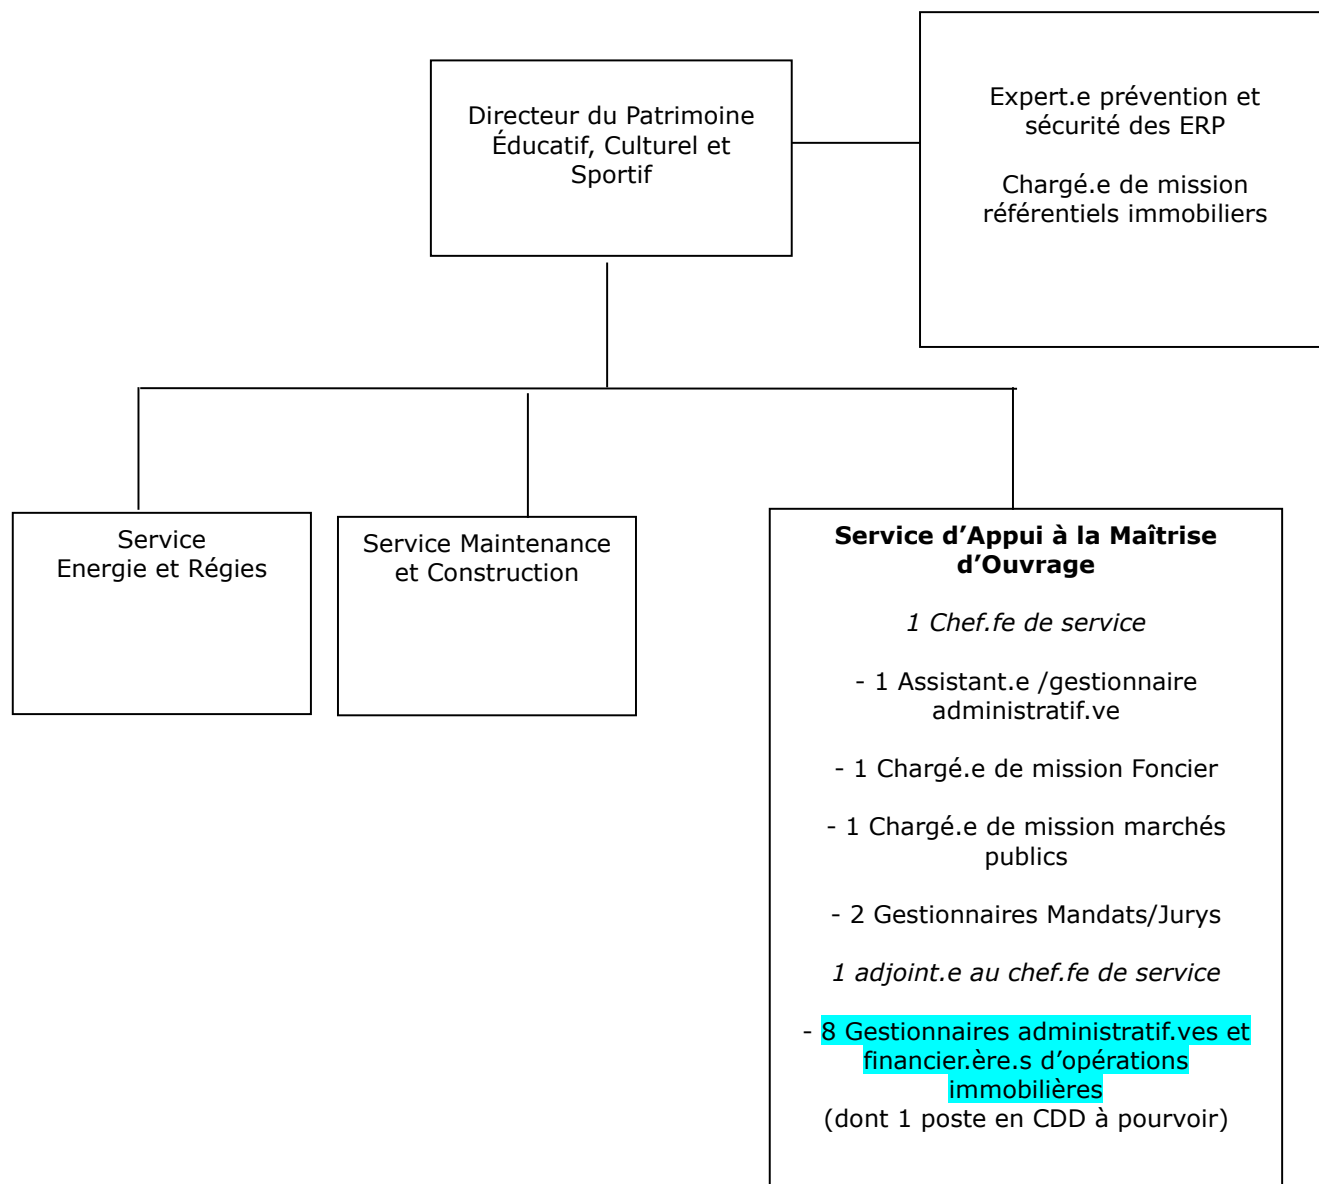 Directeur du Patrimoine
Éducatif, Culturel et
Sportif
Expert.e prévention et
sécurité des ERP
Chargé.e de mission
référentiels immobiliers
Service
Energie et Régies
Service Maintenance
et Construction
Service d’Appui à la Maîtrise
d’Ouvrage
1 Chef.fe de service
- 1 Assistant.e /gestionnaire
administratif.ve
- 1 Chargé.e de mission Foncier
- 1 Chargé.e de mission marchés
publics
- 2 Gestionnaires Mandats/Jurys
1 adjoint.e au chef.fe de service
- 8 Gestionnaires administratif.ves et
financier.ère.s d’opérations
immobilières
(dont 1 poste en CDD à pourvoir)